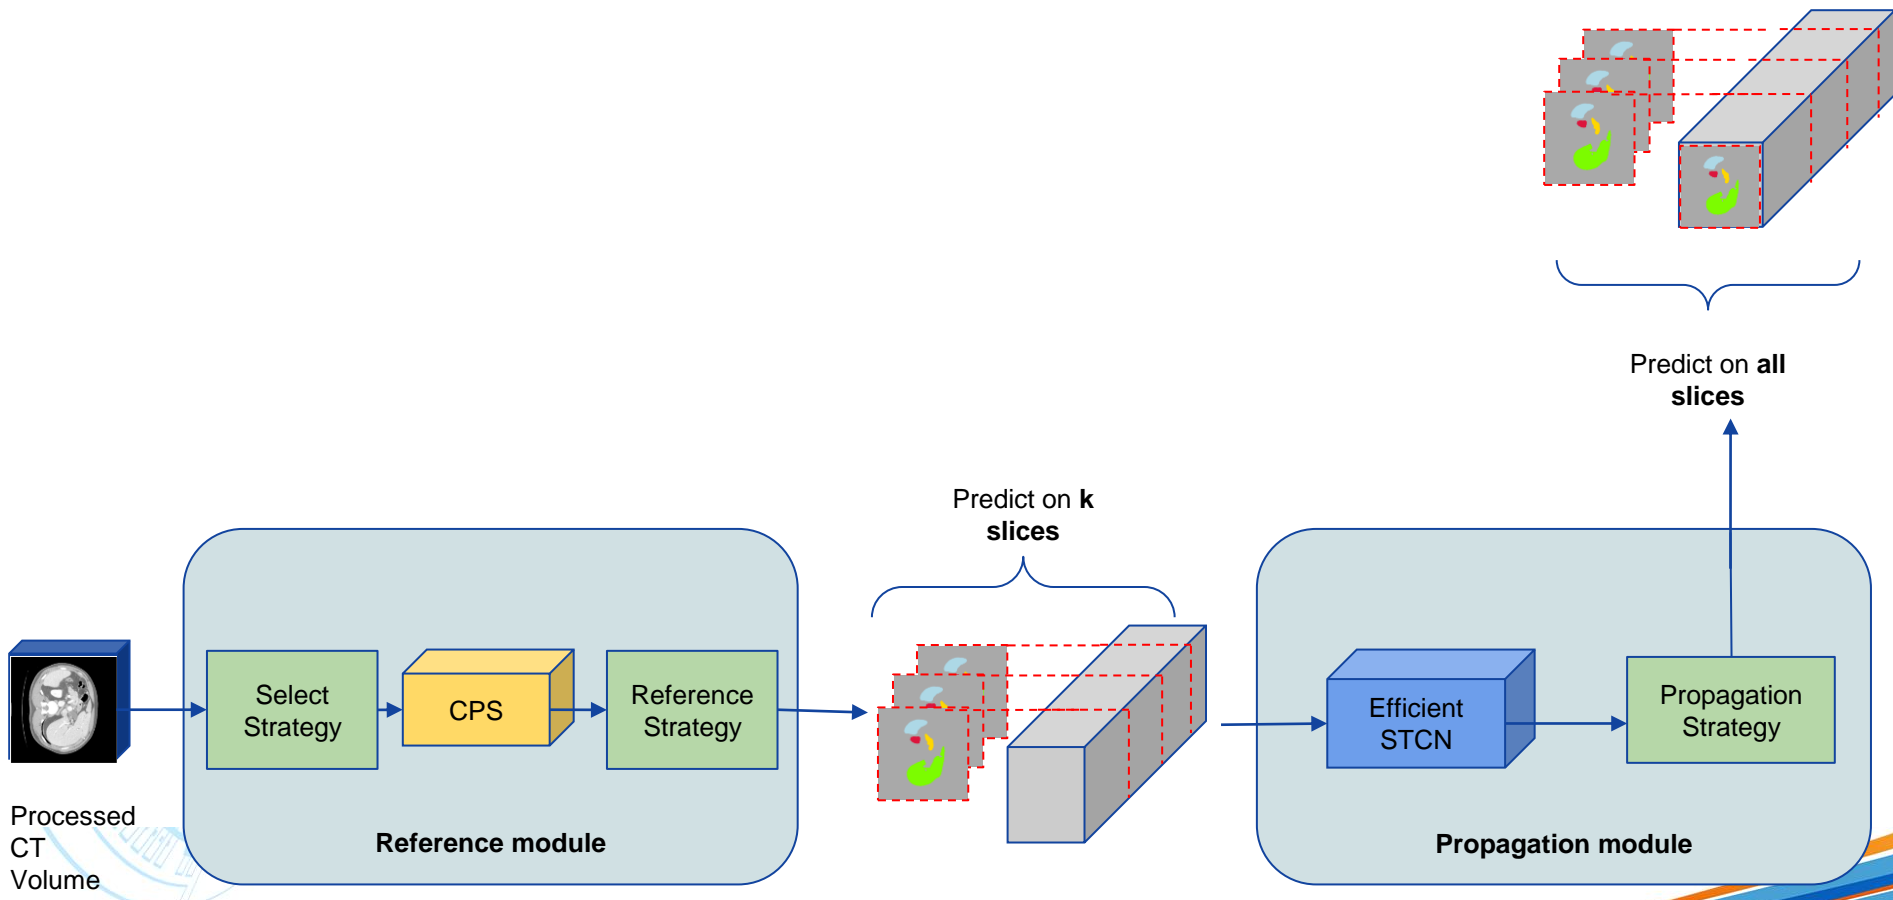 Processed
CT
Volume
Select
Strategy
CPS
Reference
Strategy
Reference module
Predict on k
slices
Efficient
STCN
Propagation
Strategy
Propagation module
Predict on all
slices